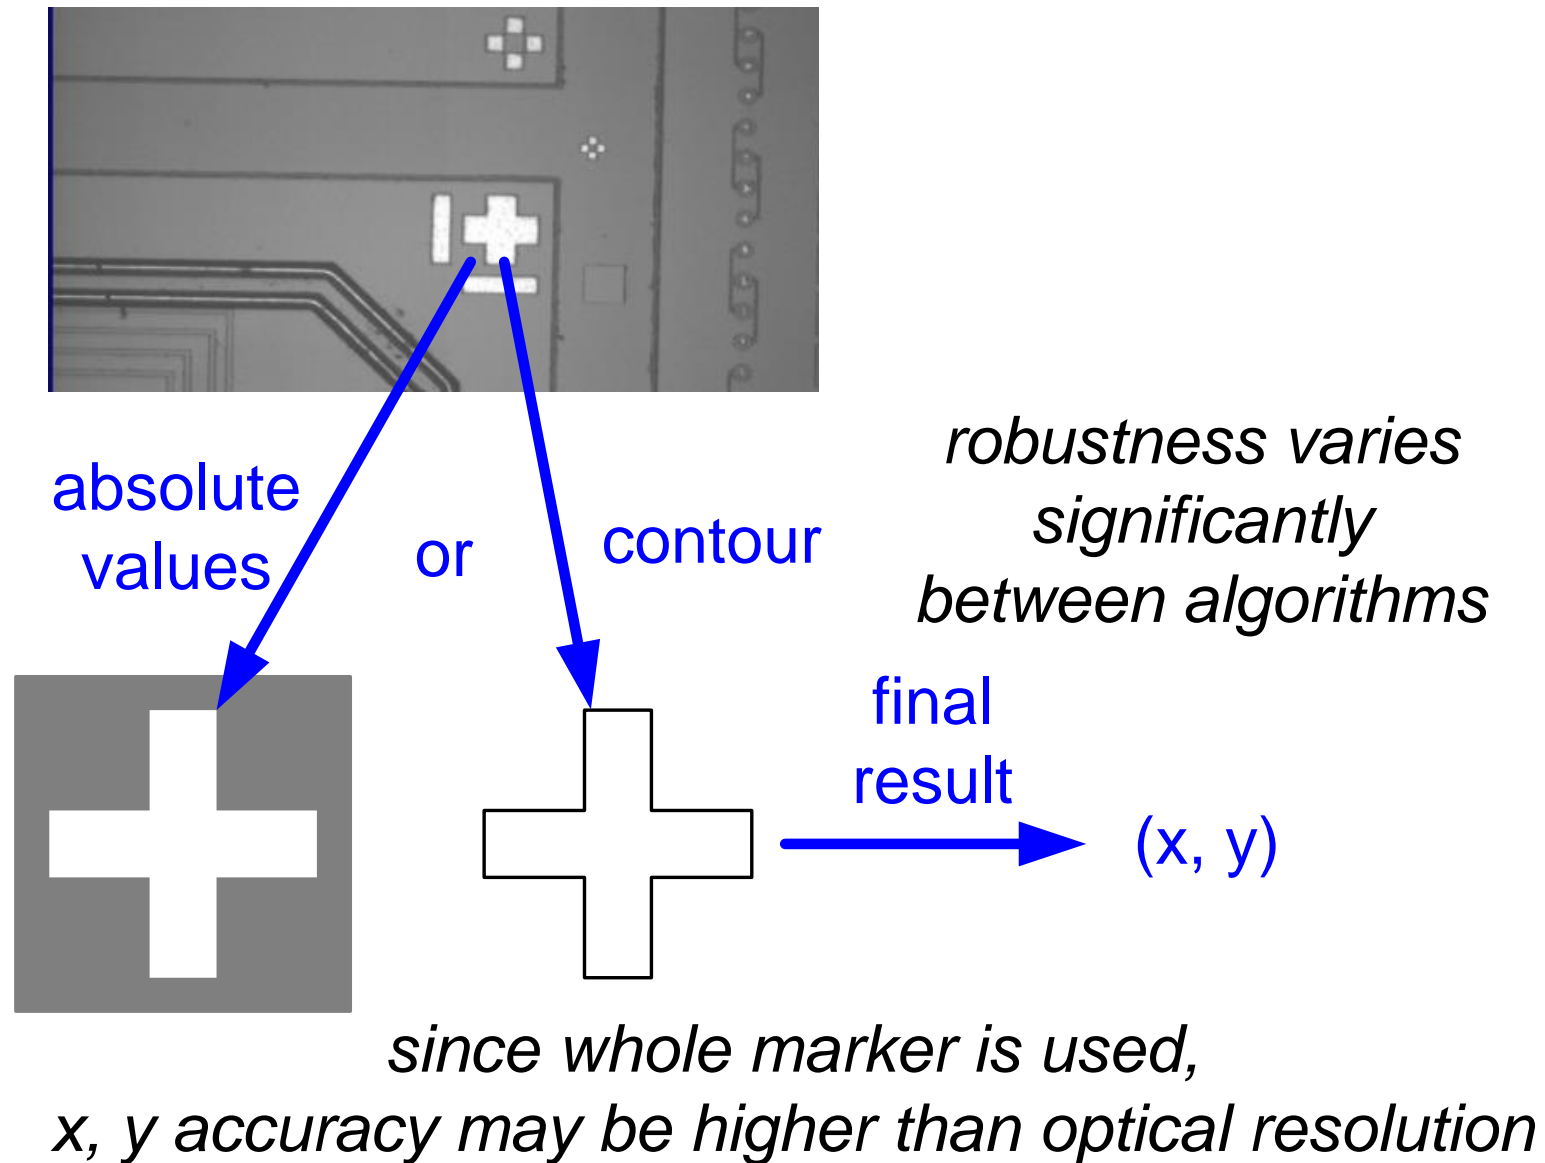 robustness varies
significantly
between algorithms
absolute
values
or
contour
final
result
(x, y)
since whole marker is used,
x, y accuracy may be higher than optical resolution